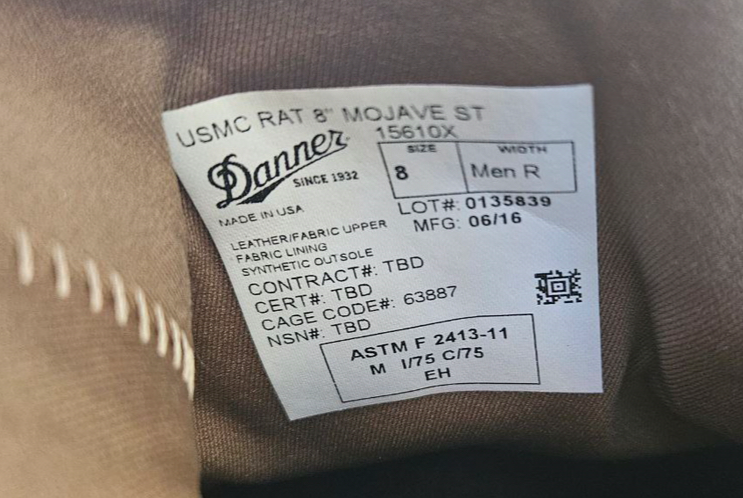 USMC RAT 8" MOJAVE ST
15610X
Danner
SINCE 1932
MADE IN USA
SIZE WIDTH
8 Men R
LOT#: 0135839
MFG: 06/16
LEATHER/FABRIC UPPER
FABRIC LINING
SYNTHETIC OUTSOLE
CONTRACT#: TBD
CERT#: TBD
CAGE CODE#: 63887
NSN#: TBD
ASTM F 2413-11
M I/75 C/75
EH